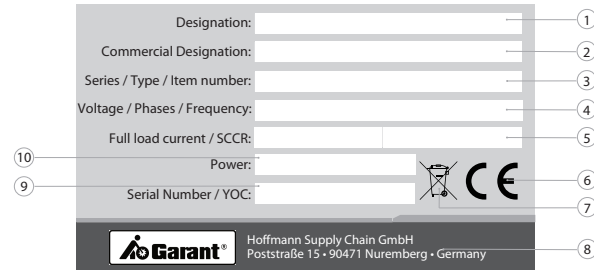 Designation:
1
Commercial Designation:
2
Series / Type / Item number:
3
Voltage / Phases / Frequency:
4
Full load current / SCCR:
5
10
Power:
CE
6
9
Serial Number / YOC:
7
Garant®
Hoffmann Supply Chain GmbH
Poststraße 15 • 90471 Nuremberg • Germany
8